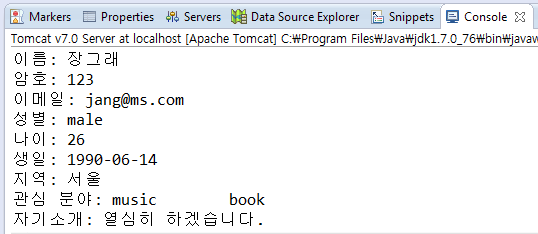 Markers Properties Servers Data Source Explorer Snippets Console
Tomcat v7.0 Server at localhost [Apache Tomcat] C:₩Program Files₩Java₩jdk1.7.0_76₩bin₩javaw
이름: 장그래
암호: 123
이메일: jang@ms.com
성별: male
나이: 26
생일: 1990-06-14
지역: 서울
관심 분야: music book
자기소개: 열심히 하겠습니다.